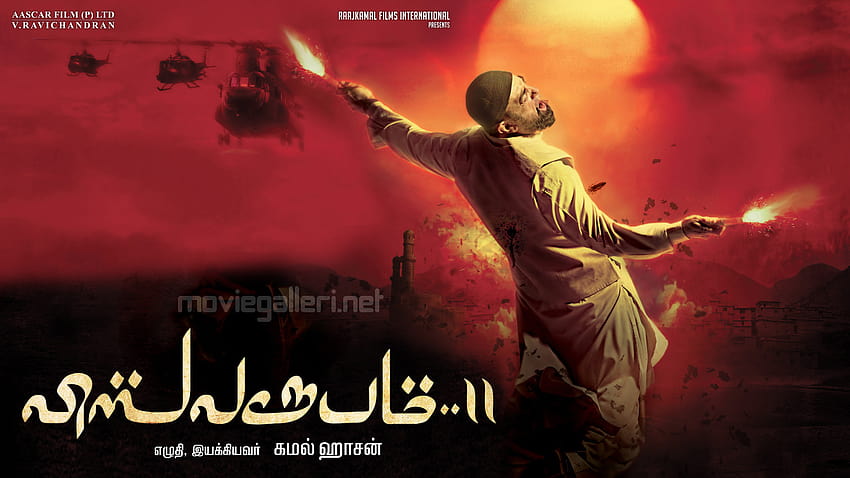 AASCAR FILM (P) LTD
V.RAVICHANDRAN
RAAJKAMAL FILMS INTERNATIONAL
PRESENTS
moviegalleri.net
விஸ்வரூபம்..II
எழுதி, இயக்கியவர் கமல் ஹாசன்